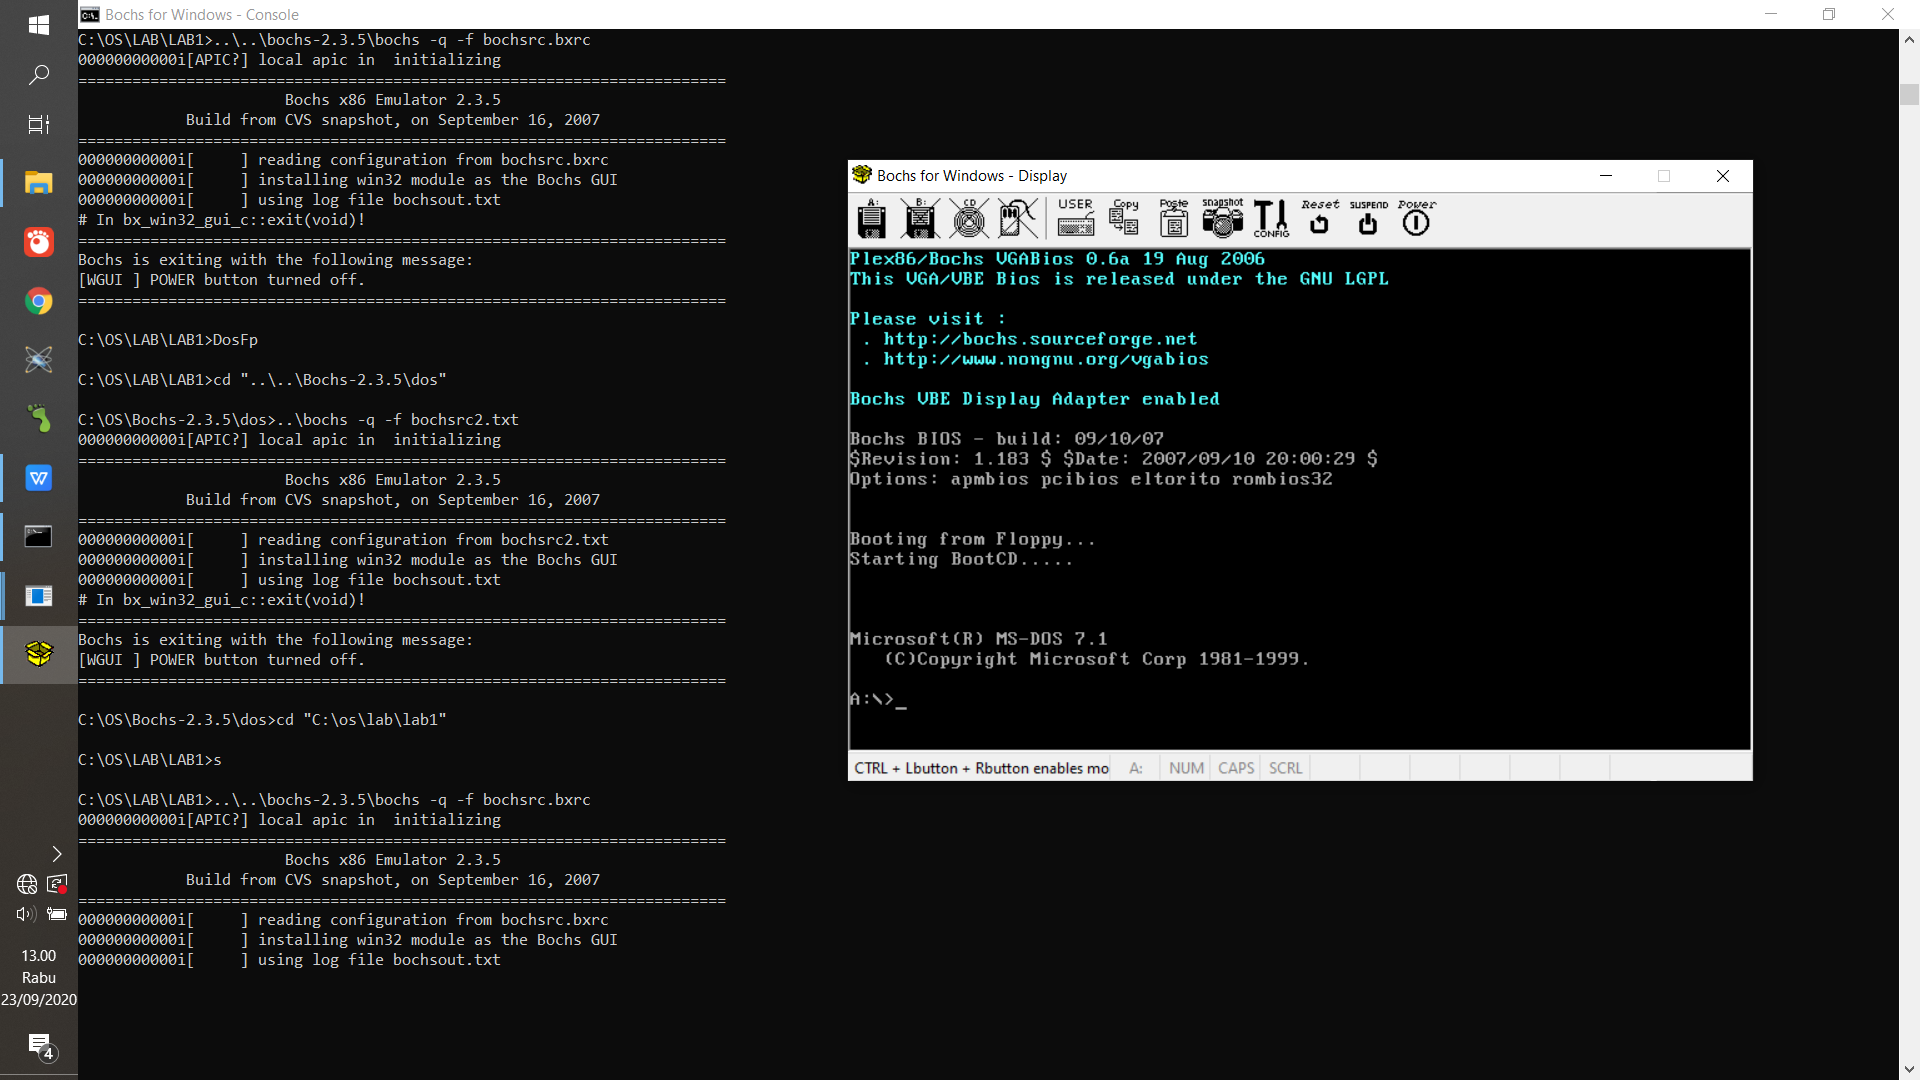 Bochs for Windows - Console
C:\OS\LAB\LAB1>..\..\bochs-2.3.5\bochs -q -f bochsrc.bxrc
00000000000i[APIC?] local apic in  initializing
========================================================================
                       Bochs x86 Emulator 2.3.5
            Build from CVS snapshot, on September 16, 2007
========================================================================
00000000000i[     ] reading configuration from bochsrc.bxrc
00000000000i[     ] installing win32 module as the Bochs GUI
00000000000i[     ] using log file bochsout.txt
# In bx_win32_gui_c::exit(void)!
========================================================================
Bochs is exiting with the following message:
[WGUI ] POWER button turned off.
========================================================================
C:\OS\LAB\LAB1>DosFp
C:\OS\LAB\LAB1>cd "..\..\Bochs-2.3.5\dos"
C:\OS\Bochs-2.3.5\dos>..\bochs -q -f bochsrc2.txt
00000000000i[APIC?] local apic in  initializing
========================================================================
                       Bochs x86 Emulator 2.3.5
            Build from CVS snapshot, on September 16, 2007
========================================================================
00000000000i[     ] reading configuration from bochsrc2.txt
00000000000i[     ] installing win32 module as the Bochs GUI
00000000000i[     ] using log file bochsout.txt
# In bx_win32_gui_c::exit(void)!
========================================================================
Bochs is exiting with the following message:
[WGUI ] POWER button turned off.
========================================================================
C:\OS\Bochs-2.3.5\dos>cd "C:\os\lab\lab1"
C:\OS\LAB\LAB1>s
C:\OS\LAB\LAB1>..\..\bochs-2.3.5\bochs -q -f bochsrc.bxrc
00000000000i[APIC?] local apic in  initializing
========================================================================
                       Bochs x86 Emulator 2.3.5
            Build from CVS snapshot, on September 16, 2007
========================================================================
00000000000i[     ] reading configuration from bochsrc.bxrc
00000000000i[     ] installing win32 module as the Bochs GUI
00000000000i[     ] using log file bochsout.txt
Bochs for Windows - Display
A: B: CD USER Copy Paste snapshot CONFIG Reset SUSPEND Power
Plex86/Bochs VGABios 0.6a 19 Aug 2006
This VGA/VBE Bios is released under the GNU LGPL
Please visit :
 . http://bochs.sourceforge.net
 . http://www.nongnu.org/vgabios
Bochs VBE Display Adapter enabled
Bochs BIOS - build: 09/10/07
$Revision: 1.183 $ $Date: 2007/09/10 20:00:29 $
Options: apmbios pcibios eltorito rombios32
Booting from Floppy...
Starting BootCD.....
Microsoft(R) MS-DOS 7.1
   (C)Copyright Microsoft Corp 1981-1999.
A:\>_
CTRL + Lbutton + Rbutton enables mo A: NUM CAPS SCRL
13.00
Rabu
23/09/2020
4